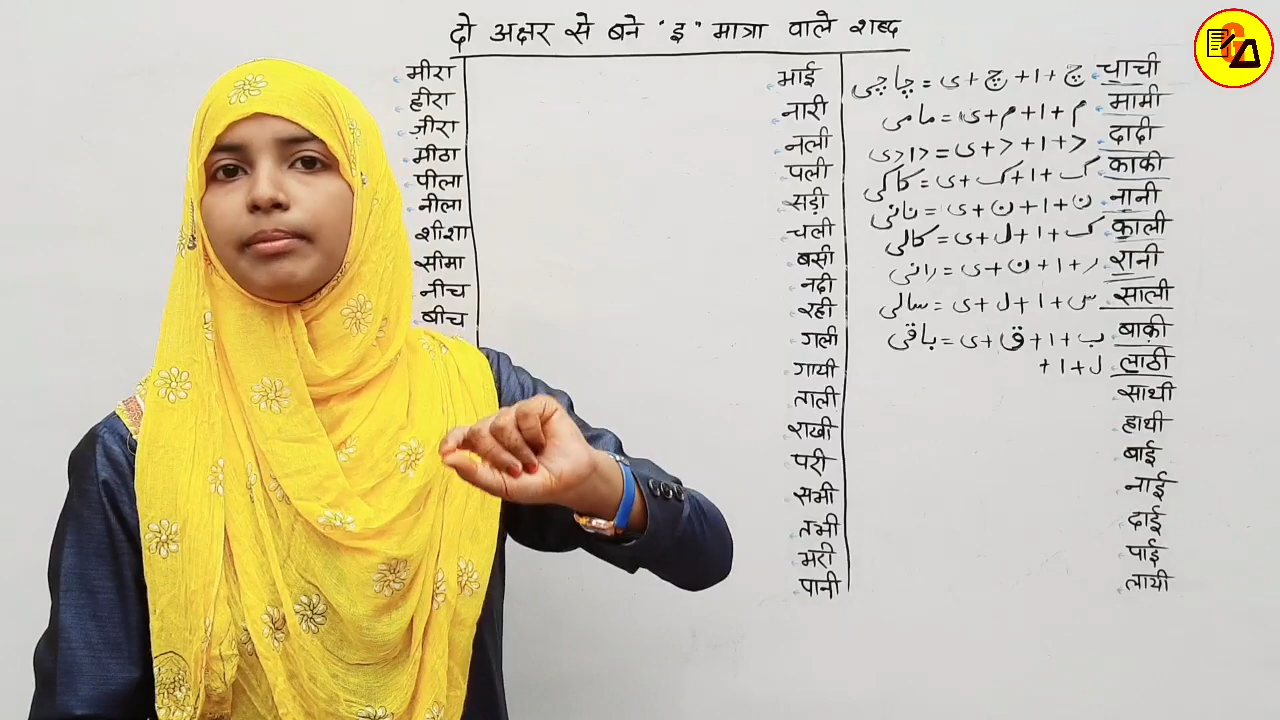 दो अक्षर से बने "इ" मात्रा वाले शब्द
मीरा
हीरा
ज़ीरा
मीठा
पीला
नीला
शीशा
सीमा
नीच
बीच
भाई
नारी
नली
पली
सड़ी
चली
बसी
नदी
रही
गली
गायी
ताली
राखी
परी
सभी
तभी
भरी
पानी
चाची چ + ا + چ + ی = چاچی
मामी م + ا + م + ی = مامی
दादी د + ا + د + ی = دادی
काकी ک + ا + ک + ی = کاکی
नानी ن + ا + ن + ی = نانی
काली ک + ا + ل + ی = کالی
रानी ر + ا + ن + ی = رانی
साली س + ا + ل + ی = سالی
बाक़ी ب + ا + ق + ی = باقی
लाठी ل + ا +
साथी
हाथी
बाई
नाई
दाई
पाई
लायी